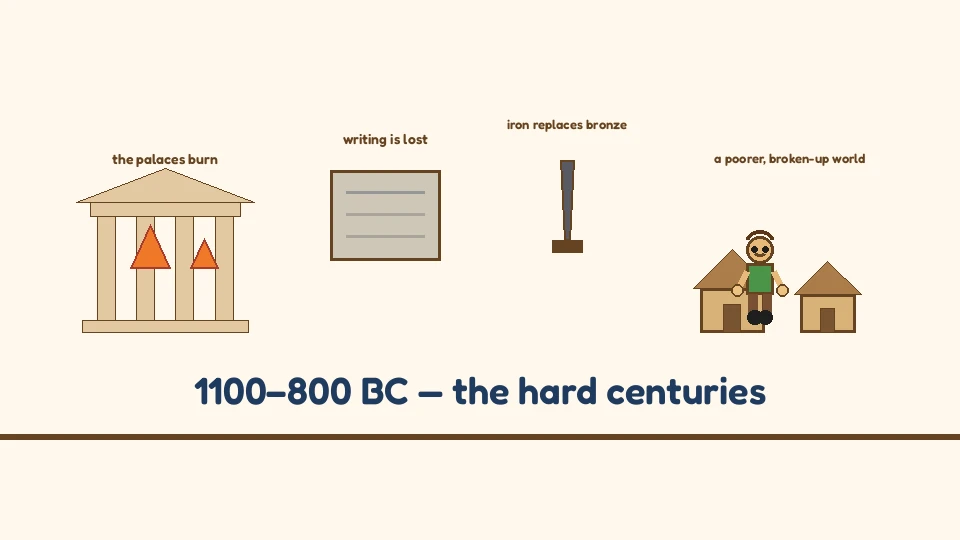 the palaces burn
writing is lost
iron replaces bronze
a poorer, broken-up world
1100–800 BC — the hard centuries